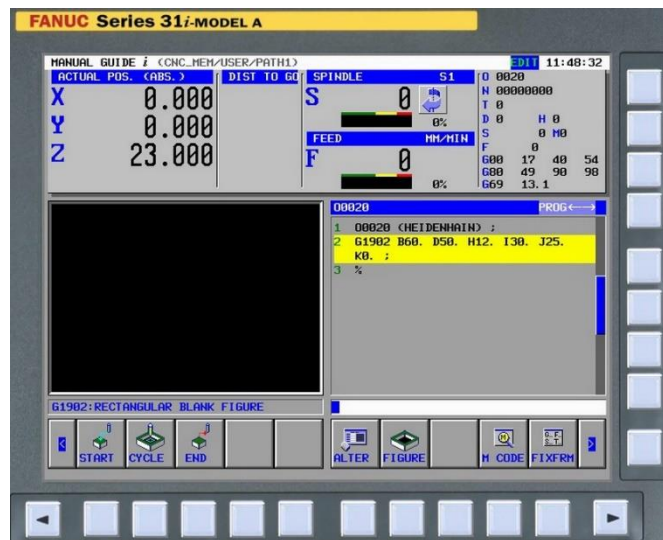 FANUC Series 31i-MODEL A
MANUAL GUIDE i (CNC_MEM/USER/PATH1) EDIT 11:48:32
ACTUAL POS. (ABS.) DIST TO GO SPINDLE S1 O 0020
X 0.000 S 0 N 00000000
T 0
0% D 0 H 0
Y 0.000 FEED MM/MIN S 0 M0
F 0
Z 23.000 F 0 G00 17 40 54
G80 49 90 98
0% G69 13.1
O0020 PROG←→
1 O0020 (HEIDENHAIN) ;
2 G1902 B60. D50. H12. I30. J25.
K0. ;
3 %
G1902:RECTANGULAR BLANK FIGURE
START CYCLE END ALTER FIGURE M CODE FIXFRM